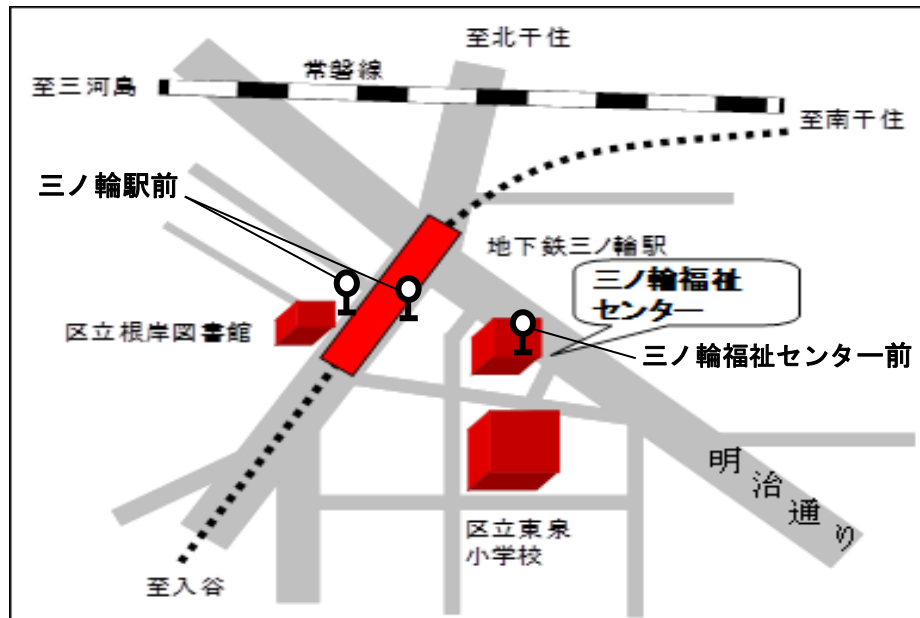 至北千住
常磐線
至三河島
至南千住
三ノ輪駅前
地下鉄三ノ輪駅
三ノ輪福祉
センター
区立根岸図書館
三ノ輪福祉センター前
明治通り
区立東泉
小学校
至入谷